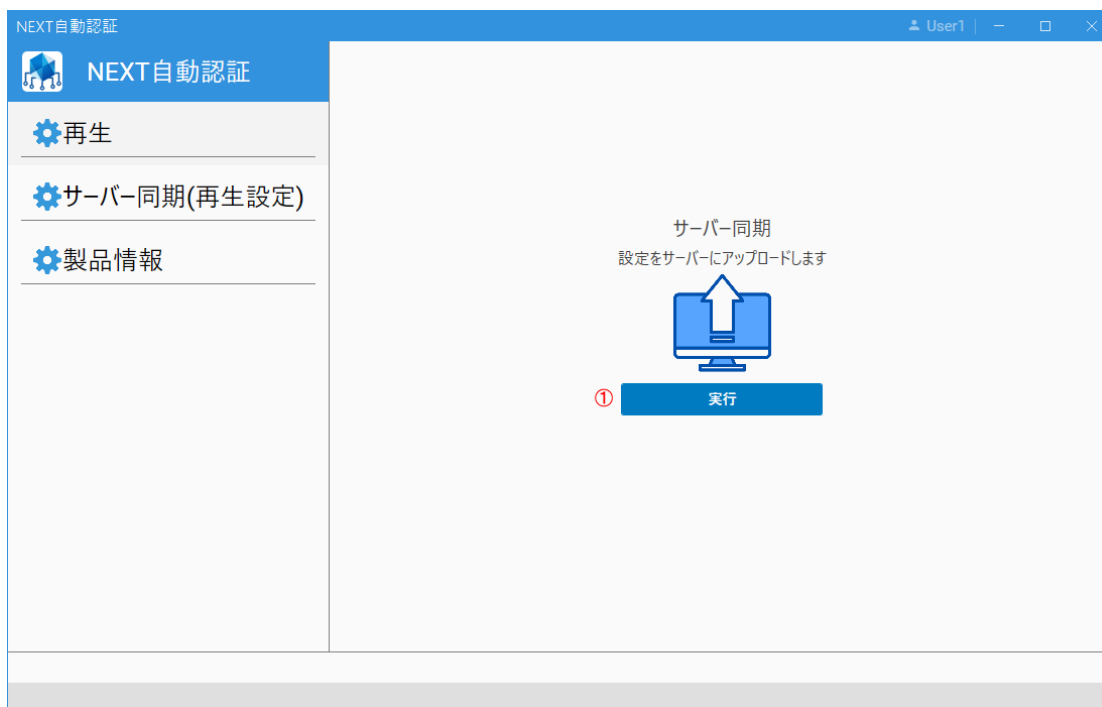 NEXT自動認証
User1
NEXT自動認証
再生
サーバー同期(再生設定)
製品情報
サーバー同期
設定をサーバーにアップロードします
① 実行